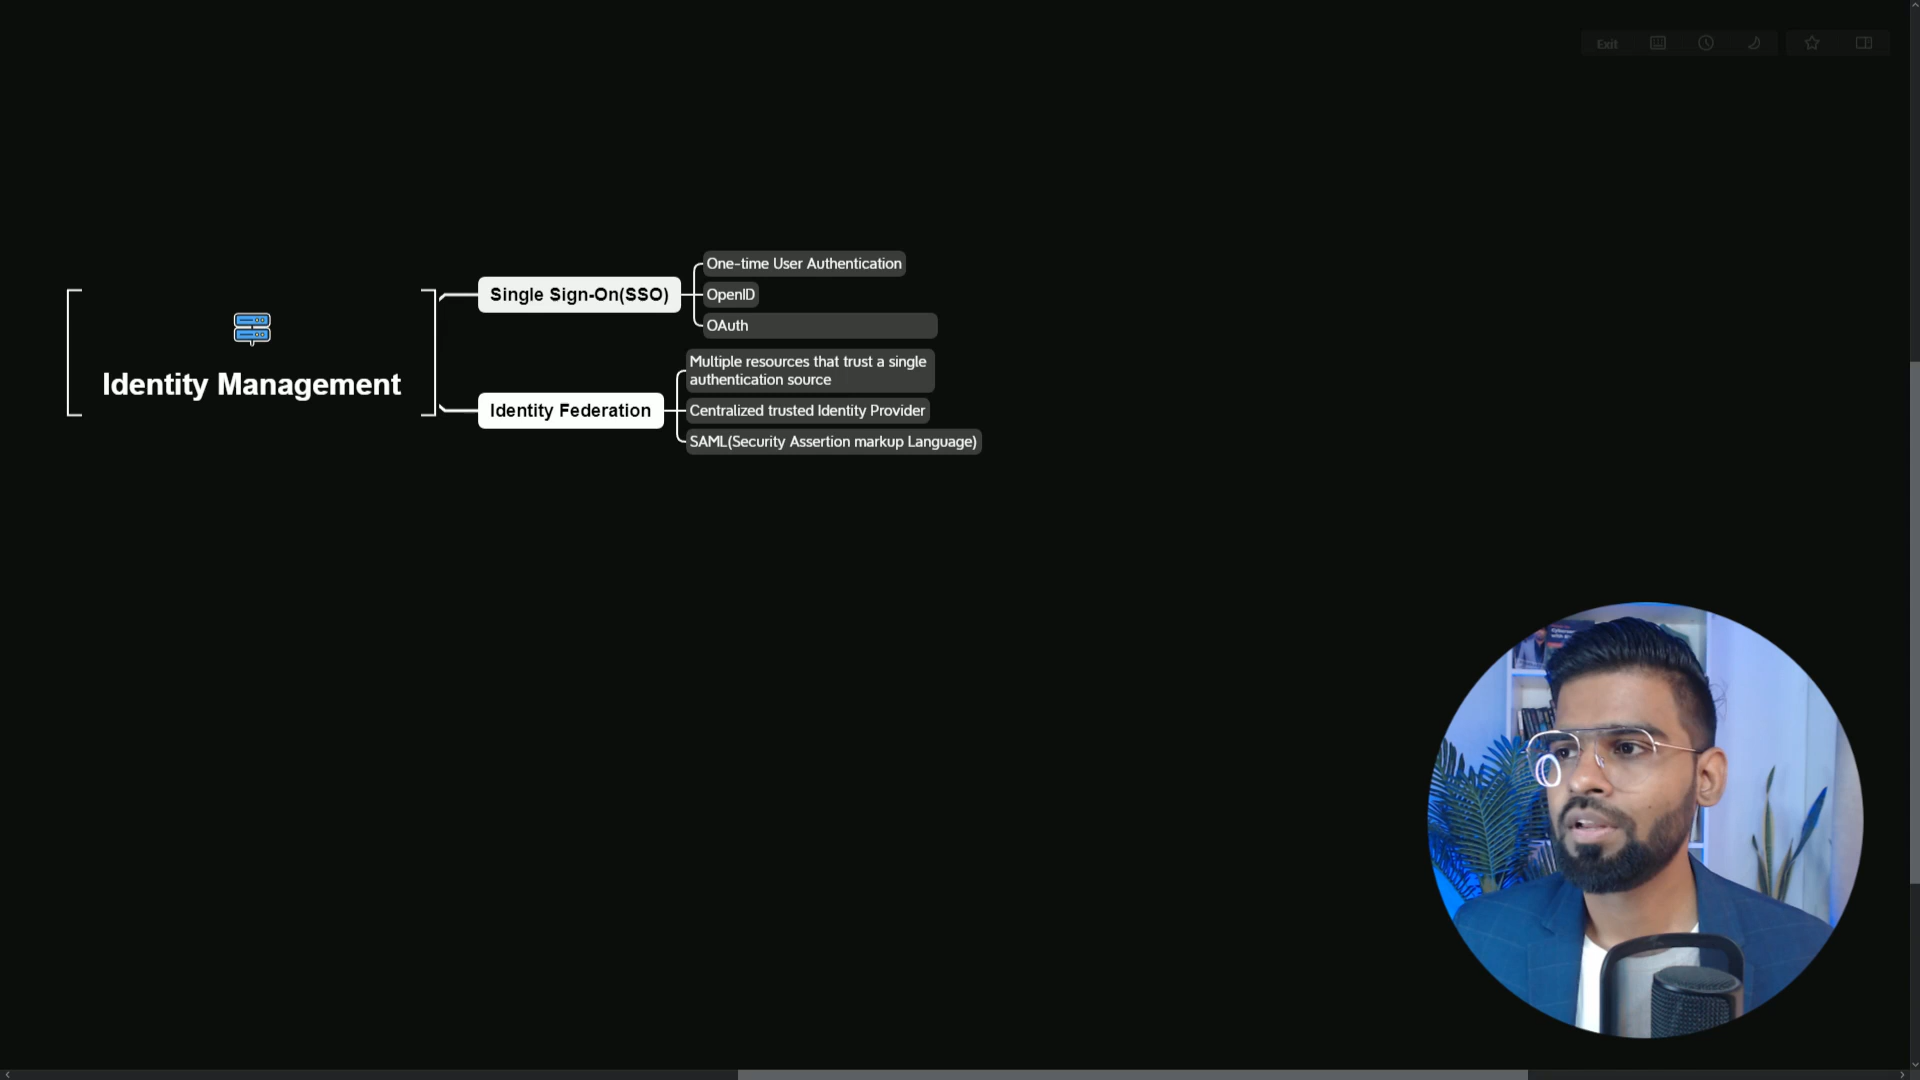 Exit
One-time User Authentication
Single Sign-On(SSO)
OpenID
OAuth
Identity Management
Multiple resources that trust a single
authentication source
Identity Federation
Centralized trusted Identity Provider
SAML(Security Assertion markup Language)